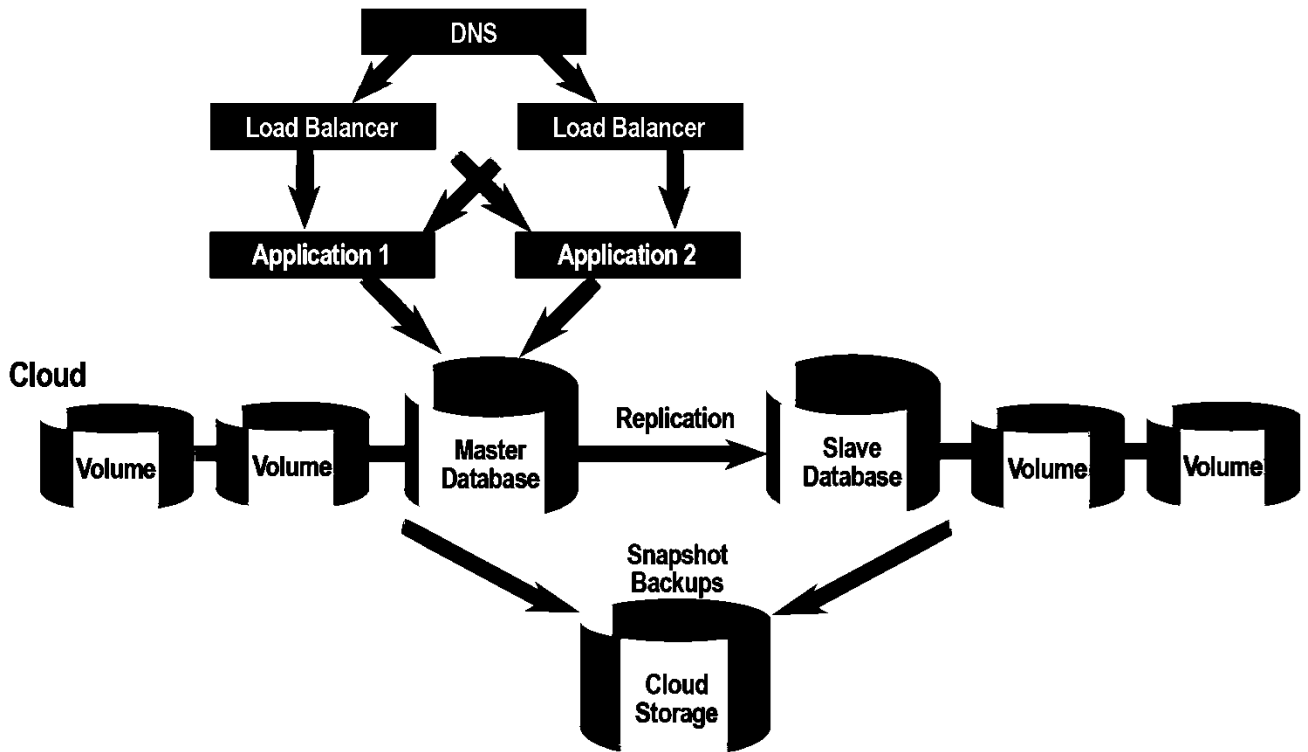 DNS
Load Balancer
Load Balancer
Application 1
Application 2
Cloud
Volume
Volume
Master
Database
Replication
Slave
Database
Volume
Volume
Snapshot
Backups
Cloud
Storage